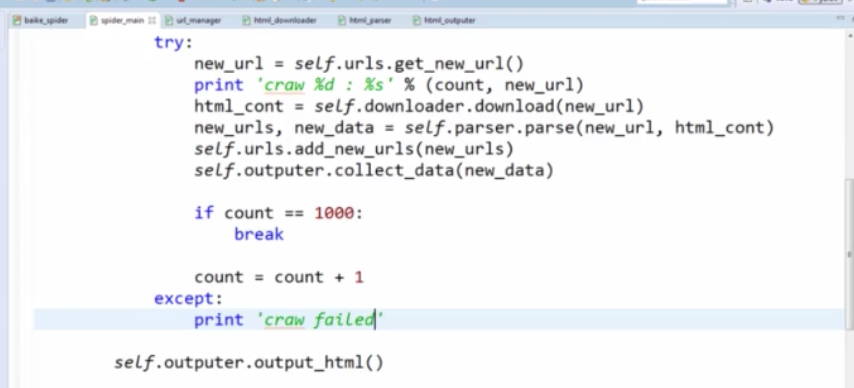 baike_spider spider_main url_manager html_downloader html_parser html_outputer
try:
new_url = self.urls.get_new_url()
print 'craw %d : %s' % (count, new_url)
html_cont = self.downloader.download(new_url)
new_urls, new_data = self.parser.parse(new_url, html_cont)
self.urls.add_new_urls(new_urls)
self.outputer.collect_data(new_data)
if count == 1000:
break
count = count + 1
except:
print 'craw failed'
self.outputer.output_html()